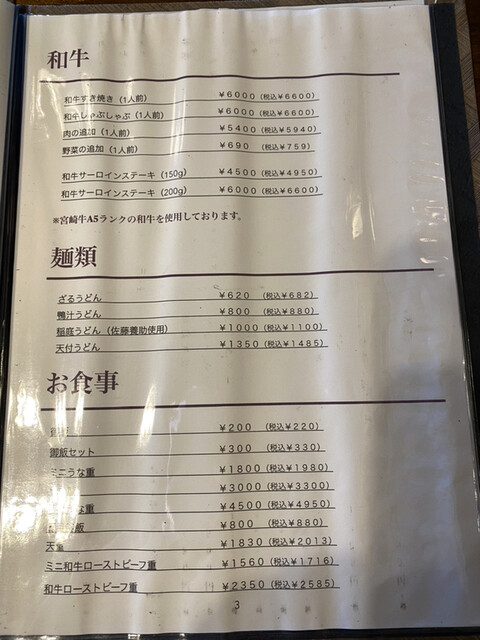 和牛
和牛すき焼き（1人前） ￥6000（税込￥6600）
和牛しゃぶしゃぶ（1人前） ￥6000（税込￥6600）
肉の追加（1人前） ￥5400（税込￥5940）
野菜の追加（1人前） ￥690 （税込￥759）
和牛サーロインステーキ（150g） ￥4500（税込￥4950）
和牛サーロインステーキ（200g） ￥6000（税込￥6600）
※宮崎牛A5ランクの和牛を使用しております。
麺類
ざるうどん ￥620 （税込￥682）
鴨汁うどん ￥800 （税込￥880）
稲庭うどん（佐藤養助使用） ￥1000（税込￥1100）
天付うどん ￥1350（税込￥1485）
お食事
￥200 （税込￥220）
御飯セット ￥300 （税込￥330）
ミニうな重 ￥1800（税込￥1980）
￥3000（税込￥3300）
な重 ￥4500（税込￥4950）
飯 ￥800 （税込￥880）
天重 ￥1830（税込￥2013）
ミニ和牛ローストビーフ重 ￥1560（税込￥1716）
和牛ローストビーフ重 ￥2350（税込￥2585）
3